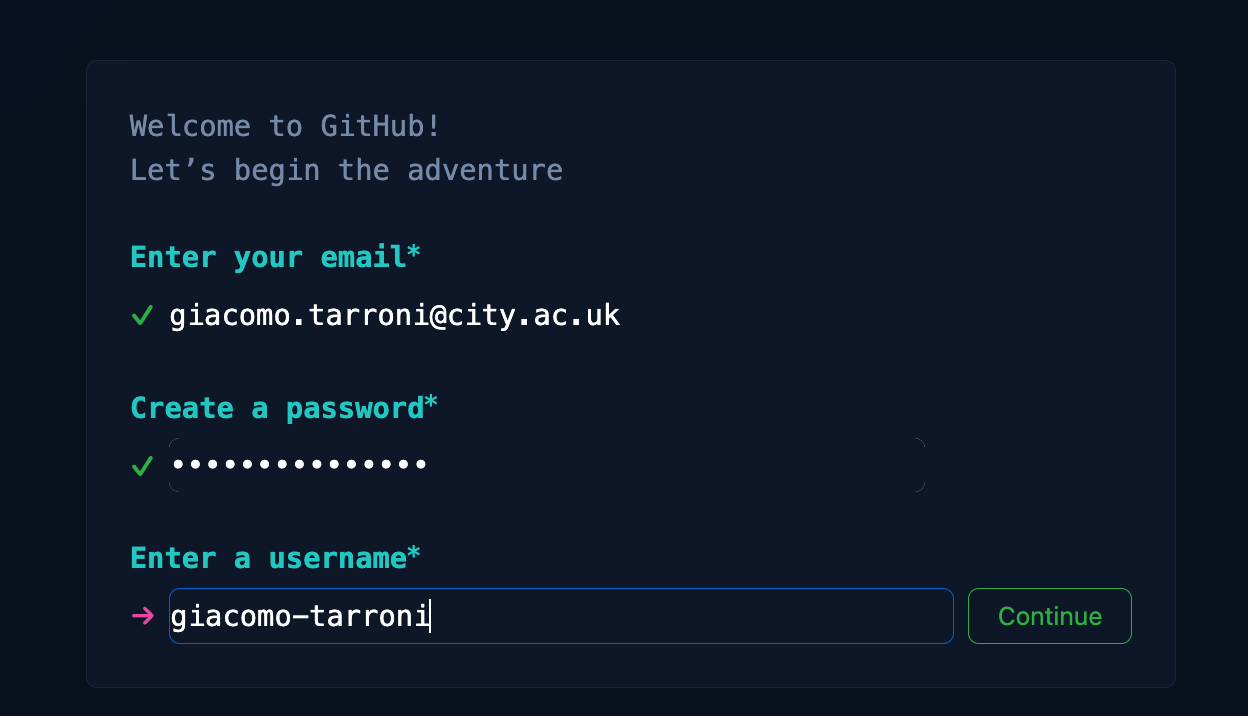 Welcome to GitHub!
Let’s begin the adventure
Enter your email*
✓ giacomo.tarroni@city.ac.uk
Create a password*
✓ •••••••••••••••
Enter a username*
→ giacomo-tarroni Continue